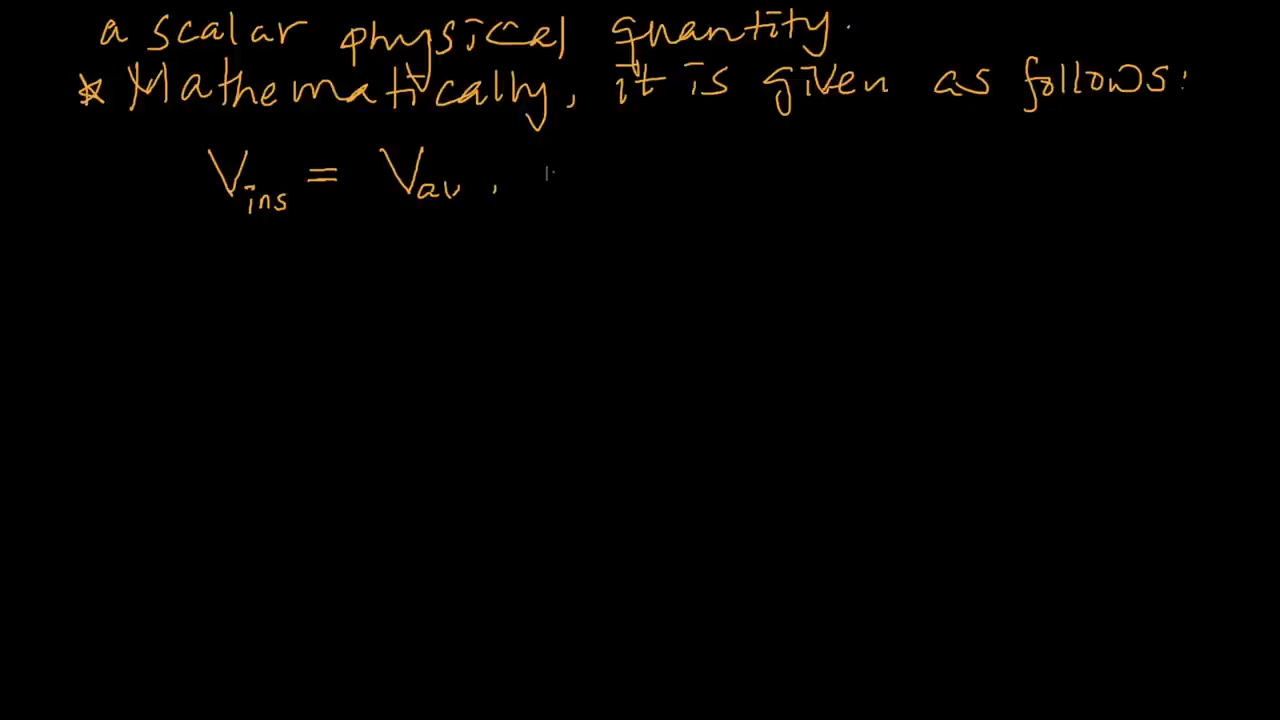 a scalar physical quantity.
* Mathematically, it is given as follows:
V_ins = V_av,